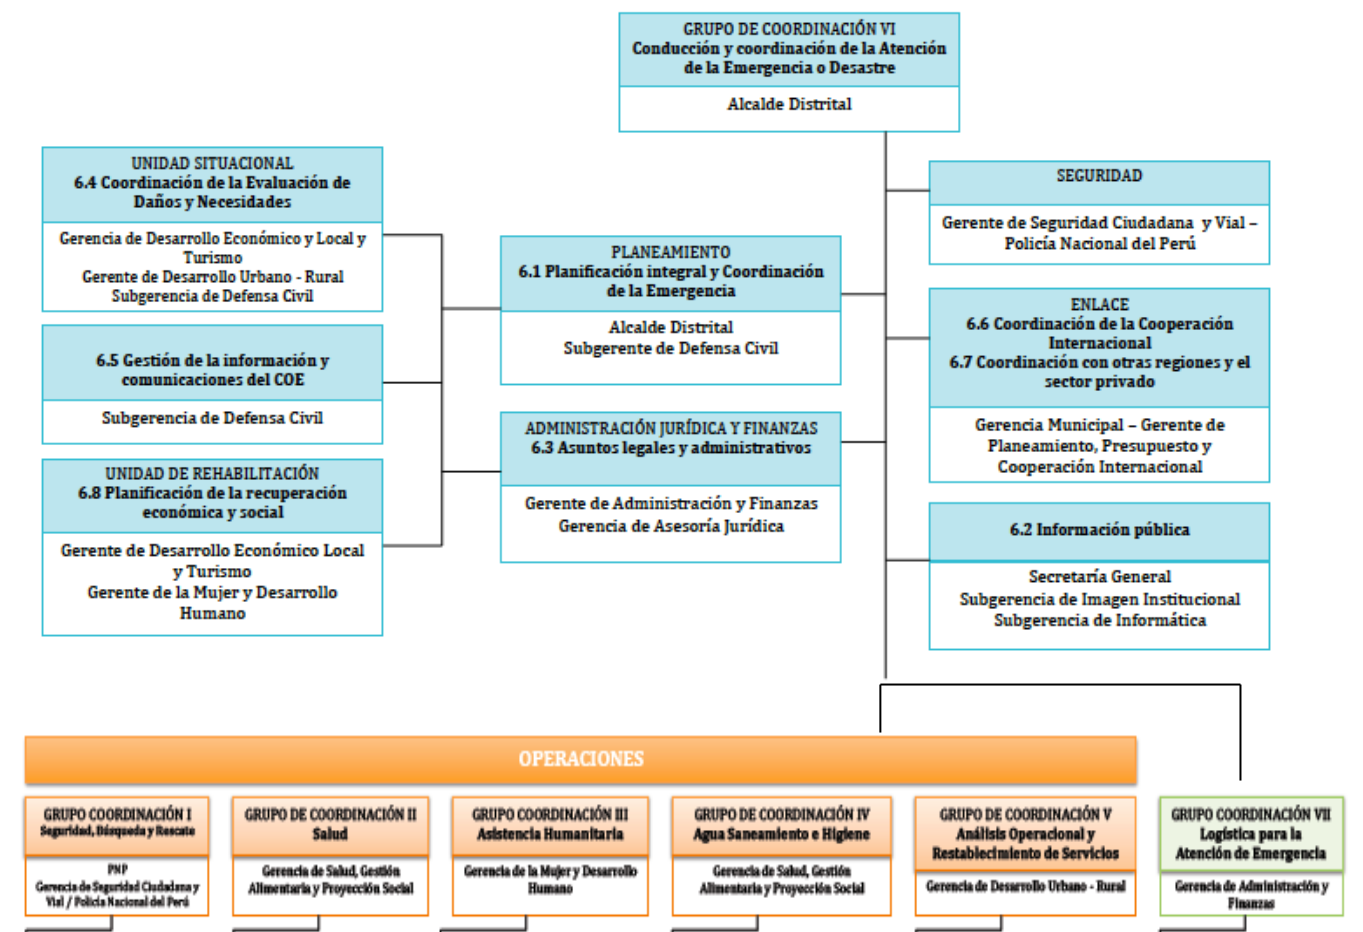 GRUPO DE COORDINACIÓN VI
Conducción y coordinación de la Atención
de la Emergencia o Desastre
Alcalde Distrital
UNIDAD SITUACIONAL
6.4 Coordinación de la Evaluación de
Daños y Necesidades
Gerencia de Desarrollo Económico y Local y
Turismo
Gerente de Desarrollo Urbano - Rural
Subgerencia de Defensa Civil
6.5 Gestión de la información y
comunicaciones del COE
Subgerencia de Defensa Civil
UNIDAD DE REHABILITACIÓN
6.8 Planificación de la recuperación
económica y social
Gerente de Desarrollo Económico Local
y Turismo
Gerente de la Mujer y Desarrollo
Humano
PLANEAMIENTO
6.1 Planificación integral y Coordinación
de la Emergencia
Alcalde Distrital
Subgerente de Defensa Civil
ADMINISTRACIÓN JURÍDICA Y FINANZAS
6.3 Asuntos legales y administrativos
Gerente de Administración y Finanzas
Gerencia de Asesoría Jurídica
SEGURIDAD
Gerente de Seguridad Ciudadana y Vial –
Policía Nacional del Perú
ENLACE
6.6 Coordinación de la Cooperación
Internacional
6.7 Coordinación con otras regiones y el
sector privado
Gerencia Municipal – Gerente de
Planeamiento, Presupuesto y
Cooperación Internacional
6.2 Información pública
Secretaría General
Subgerencia de Imagen Institucional
Subgerencia de Informática
OPERACIONES
GRUPO COORDINACIÓN I
Seguridad, Búsqueda y Rescate
PNP
Gerencia de Seguridad Ciudadana y
Vial / Policía Nacional del Perú
GRUPO DE COORDINACIÓN II
Salud
Gerencia de Salud, Gestión
Alimentaria y Proyección Social
GRUPO COORDINACIÓN III
Asistencia Humanitaria
Gerencia de la Mujer y Desarrollo
Humano
GRUPO DE COORDINACIÓN IV
Agua Saneamiento e Higiene
Gerencia de Salud, Gestión
Alimentaria y Proyección Social
GRUPO DE COORDINACIÓN V
Análisis Operacional y
Restablecimiento de Servicios
Gerencia de Desarrollo Urbano - Rural
GRUPO COORDINACIÓN VII
Logística para la
Atención de Emergencia
Gerencia de Administración y
Finanzas